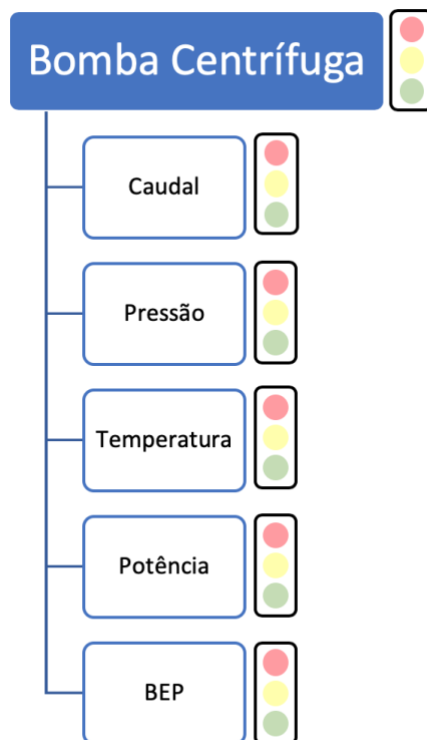 Bomba Centrífuga
Caudal
Pressão
Temperatura
Potência
BEP